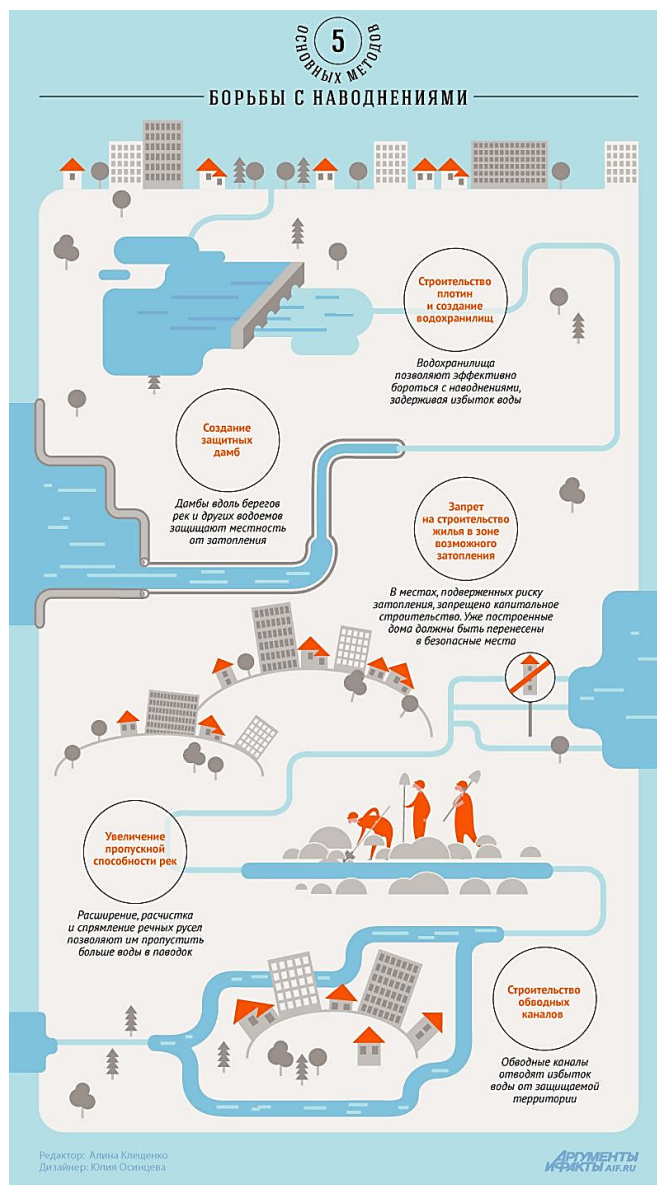 5
ОСНОВНЫХ МЕТОДОВ
БОРЬБЫ С НАВОДНЕНИЯМИ
Строительство
плотин
и создание
водохранилищ
Водохранилища
позволяют эффективно
бороться с наводнениями,
задерживая избыток воды
Создание
защитных
дамб
Дамбы вдоль берегов
рек и других водоемов
защищают местность
от затопления
Запрет
на строительство
жилья в зоне
возможного
затопления
В местах, подверженных риску
затопления, запрещено капитальное
строительство. Уже построенные
дома должны быть перенесены
в безопасные места
Увеличение
пропускной
способности рек
Расширение, расчистка
и спрямление речных русел
позволяют им пропустить
больше воды в паводок
Строительство
обводных
каналов
Обводные каналы
отводят избыток
воды от защищаемой
территории
Редактор: Алина Клещенко
Дизайнер: Юлия Осинцева
АРГУМЕНТЫ
И ФАКТЫ AIF.RU